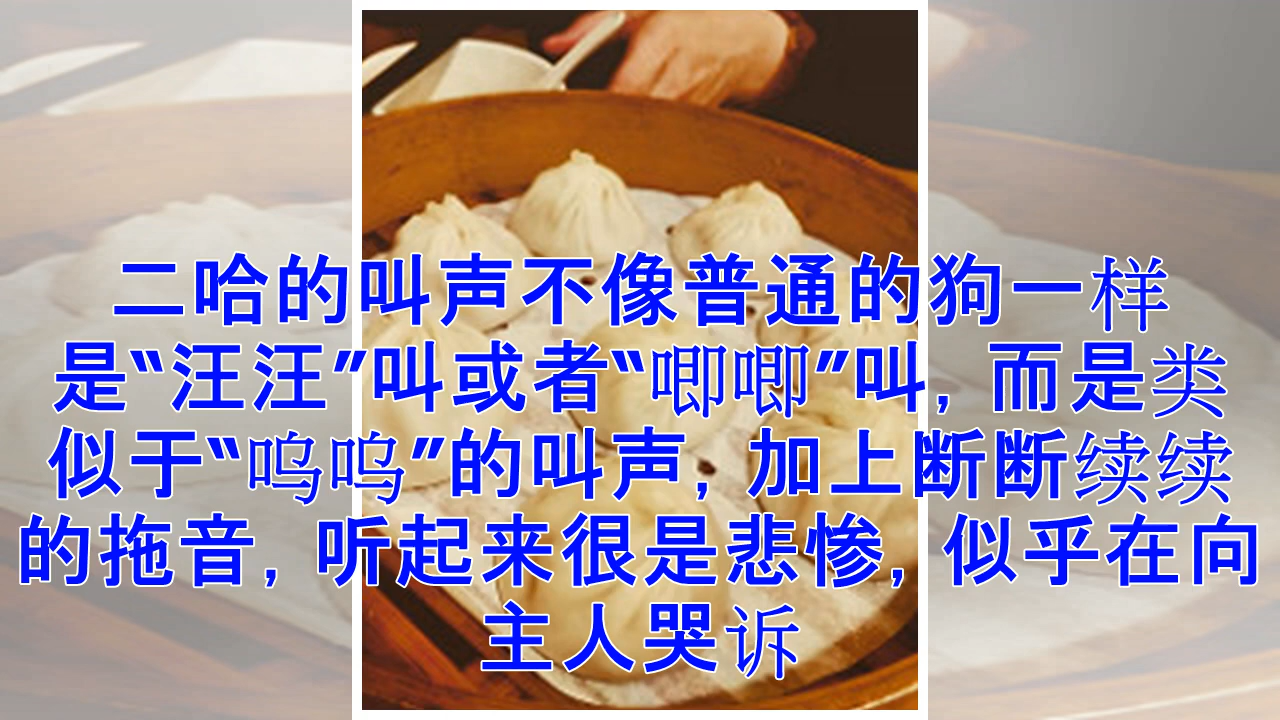 二哈的叫声不像普通的狗一样
是“汪汪”叫或者“唧唧”叫，而是类
似于“呜呜”的叫声，加上断断续续
的拖音，听起来很是悲惨，似乎在向
主人哭诉